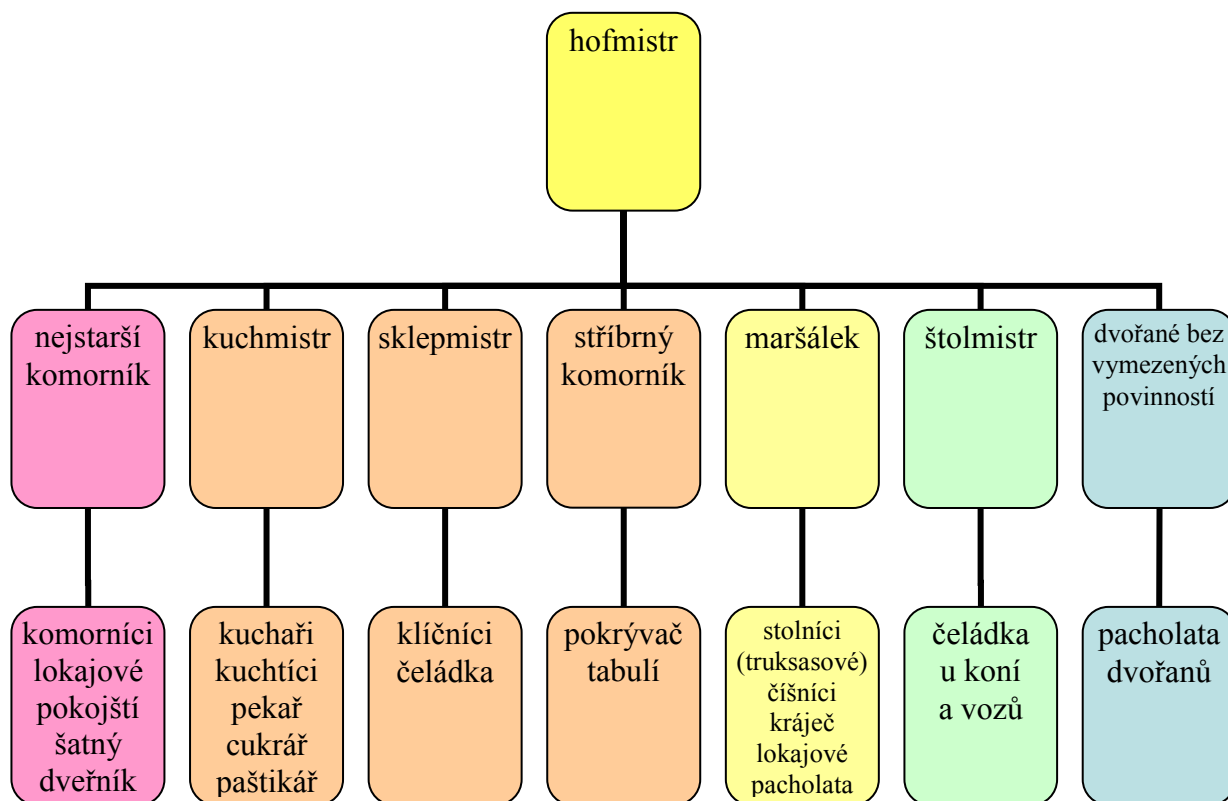 hofmistr
nejstarší
komorník
kuchmistr
sklepmistr
stříbrný
komorník
maršálek
štolmistr
dvořané bez
vymezených
povinností
komorníci
lokajové
pokojští
šatný
dveřník
kuchaři
kuchtíci
pekař
cukrář
paštikář
klíčníci
čeládka
pokrývač
tabulí
stolníci
(truksasové)
číšníci
kráječ
lokajové
pacholata
čeládka
u koní
a vozů
pacholata
dvořanů